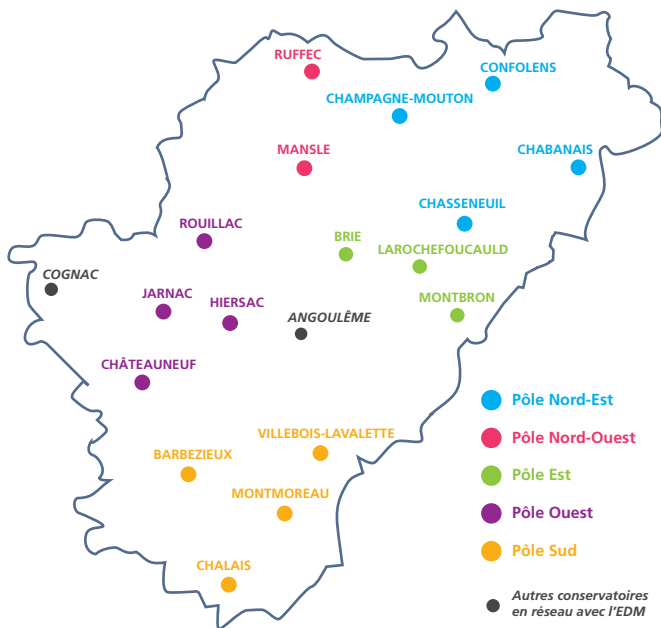 RUFFEC
CONFOLENS
CHAMPAGNE-MOUTON
MANSLE
CHABANAIS
CHASSENEUIL
ROUILLAC
BRIE
LAROCHEFOUCAULD
COGNAC
JARNAC
HIERSAC
ANGOULÊME
MONTBRON
CHÂTEAUNEUF
VILLEBOIS-LAVALETTE
BARBEZIEUX
MONTMOREAU
CHALAIS
Pôle Nord-Est
Pôle Nord-Ouest
Pôle Est
Pôle Ouest
Pôle Sud
Autres conservatoires
en réseau avec l'EDM